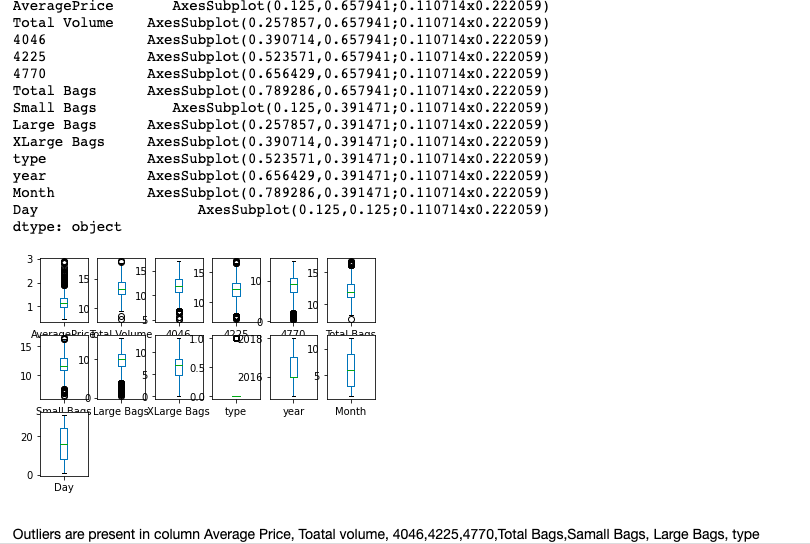 AveragePrice AxesSubplot(0.125,0.657941;0.110714x0.222059)
Total Volume AxesSubplot(0.257857,0.657941;0.110714x0.222059)
4046 AxesSubplot(0.390714,0.657941;0.110714x0.222059)
4225 AxesSubplot(0.523571,0.657941;0.110714x0.222059)
4770 AxesSubplot(0.656429,0.657941;0.110714x0.222059)
Total Bags AxesSubplot(0.789286,0.657941;0.110714x0.222059)
Small Bags AxesSubplot(0.125,0.391471;0.110714x0.222059)
Large Bags AxesSubplot(0.257857,0.391471;0.110714x0.222059)
XLarge Bags AxesSubplot(0.390714,0.391471;0.110714x0.222059)
type AxesSubplot(0.523571,0.391471;0.110714x0.222059)
year AxesSubplot(0.656429,0.391471;0.110714x0.222059)
Month AxesSubplot(0.789286,0.391471;0.110714x0.222059)
Day AxesSubplot(0.125,0.125;0.110714x0.222059)
dtype: object
3 15 15 15 10 15
2
1 10 10 10 10
5 0
AveragePrice Total Volume 4046 4225 4770 Total Bags
15 10 10 1.0 2018 10
10 0.5 2016 5
0 0 0.0
Small Bags Large Bags XLarge Bags type year Month
20
0
Day
Outliers are present in column Average Price, Toatal volume, 4046,4225,4770,Total Bags,Samall Bags, Large Bags, type